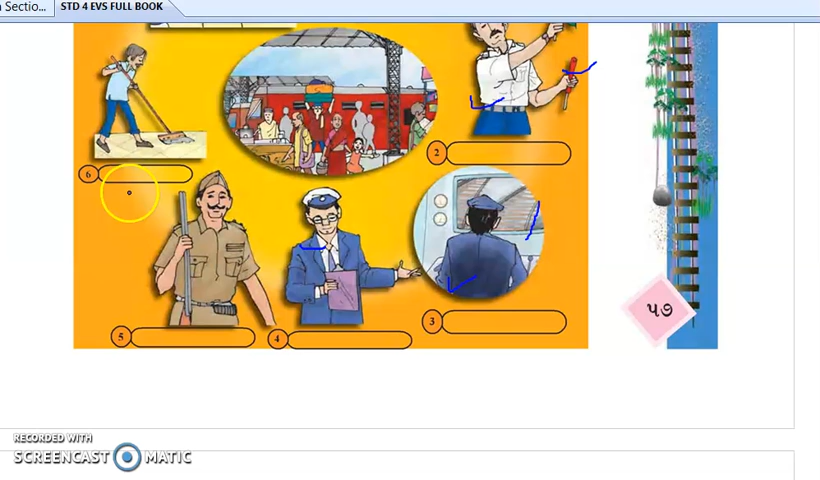 Sectio...
STD 4 EVS FULL BOOK
2
6
3
5
4
૫૭
RECORDED WITH
SCREENCAST MATIC